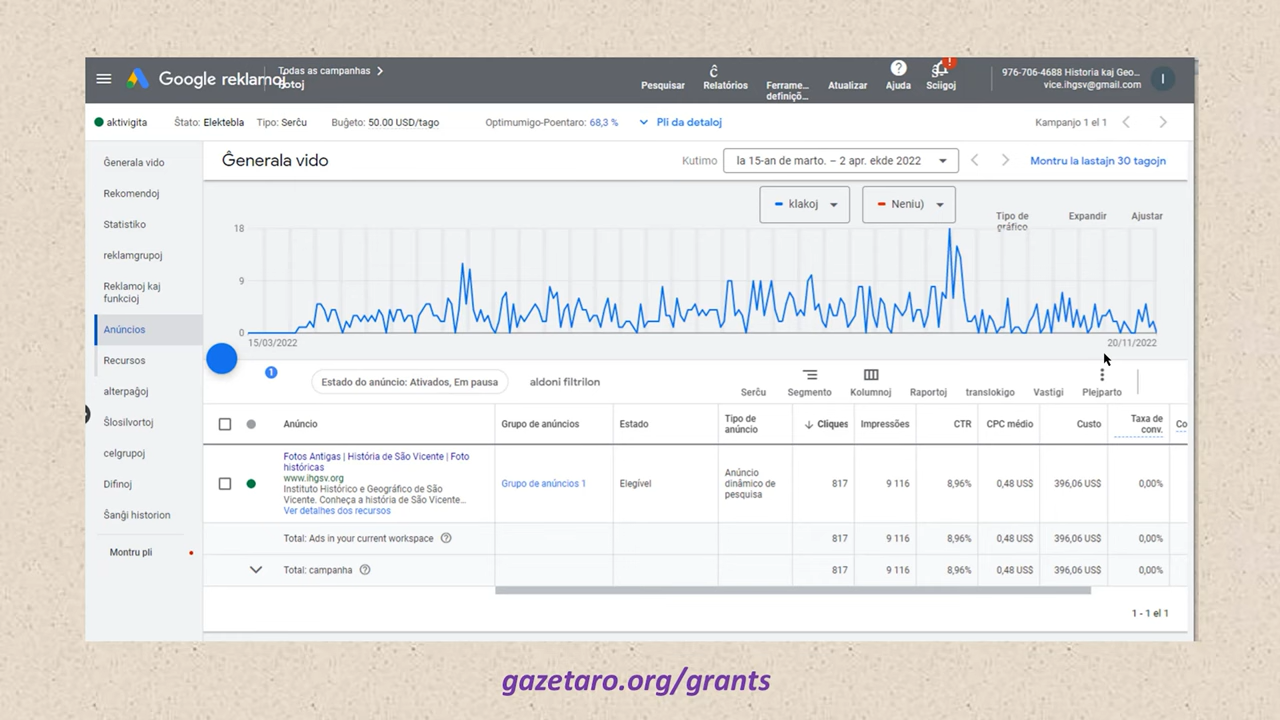 Google reklamoj
Todas as campanhas
fotoj
Pesquisar
Ĉ
Relatórios
Ferrame...
definiçõ...
Atualizar
Ajuda
Sciigoj
976-706-4688 Historia kaj Geo...
vice.ihgsv@gmail.com
I
aktivigita
Ŝtato: Elektebla
Tipo: Serĉu
Buĝeto: 50.00 USD/tago
Optimumigo-Poentaro: 68,3 %
Pli da detaloj
Kampanjo 1 el 1
Ĝenerala vido
Rekomendoj
Statistiko
reklamgrupoj
Reklamoj kaj
funkcioj
Anúncios
Recursos
alterpaĝoj
Ŝlosilvortoj
celgrupoj
Difinoj
Ŝanĝi historion
Montru pli
Ĝenerala vido
Kutimo
la 15-an de marto. – 2 apr. ekde 2022
Montru la lastajn 30 tagojn
klakoj
Neniu)
Tipo de
gráfico
Expandir
Ajustar
18
9
0
15/03/2022
20/11/2022
1
Estado do anúncio: Ativados, Em pausa
aldoni filtrilon
Serĉu
Segmento
Kolumnoj
Raportoj
translokigo
Vastigi
Plejparto
Anúncio
Grupo de anúncios
Estado
Tipo de
anúncio
Cliques
Impressões
CTR
CPC médio
Custo
Taxa de
conv.
Co
Fotos Antigas | História de São Vicente | Foto
históricas
www.ihgsv.org
Instituto Histórico e Geográfico de São
Vicente. Conheça a história de São Vicente...
Ver detalhes dos recursos
Grupo de anúncios 1
Elegível
Anúncio
dinâmico de
pesquisa
817
9 116
8,96%
0,48 US$
396,06 US$
0,00%
Total: Ads in your current workspace
817
9 116
8,96%
0,48 US$
396,06 US$
0,00%
Total: campanha
817
9 116
8,96%
0,48 US$
396,06 US$
0,00%
1 - 1 el 1
gazetaro.org/grants